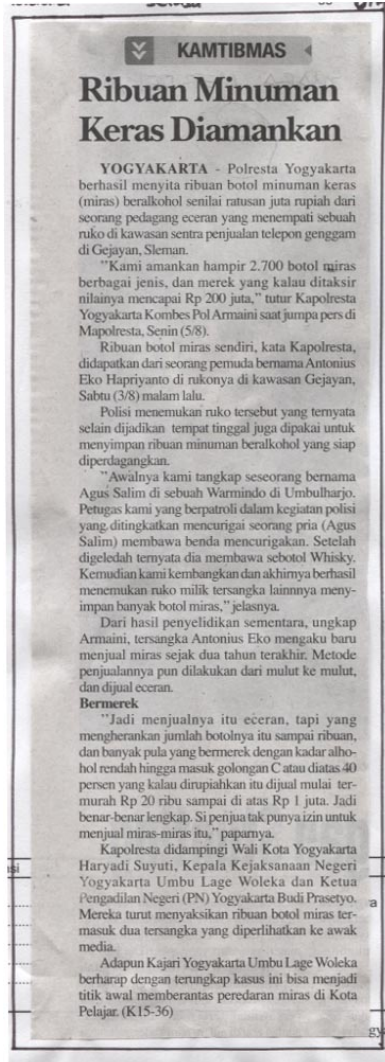 KAMTIBMAS
Ribuan Minuman
Keras Diamankan
YOGYAKARTA - Polresta Yogyakarta
berhasil menyita ribuan botol minuman keras
(miras) beralkohol senilai ratusan juta rupiah dari
seorang pedagang eceran yang menempati sebuah
ruko di kawasan sentra penjualan telepon genggam
di Gejayan, Sleman.
"Kami amankan hampir 2.700 botol miras
berbagai jenis, dan merek yang kalau ditaksir
nilainya mencapai Rp 200 juta," tutur Kapolresta
Yogyakarta Kombes Pol Armaini saat jumpa pers di
Mapolresta, Senin (5/8).
Ribuan botol miras sendiri, kata Kapolresta,
didapatkan dari seorang pemuda bernama Antonius
Eko Hapriyanto di rukonya di kawasan Gejayan,
Sabtu (3/8) malam lalu.
Polisi menemukan ruko tersebut yang ternyata
selain dijadikan tempat tinggal juga dipakai untuk
menyimpan ribuan minuman beralkohol yang siap
diperdagangkan.
"Awalnya kami tangkap seseorang bernama
Agus Salim di sebuah Warmindo di Umbulharjo.
Petugas kami yang berpatroli dalam kegiatan polisi
yang ditingkatkan mencurigai seorang pria (Agus
Salim) membawa benda mencurigakan. Setelah
digeledah ternyata dia membawa sebotol Whisky.
Kemudian kami kembangkan dan akhirnya berhasil
menemukan ruko milik tersangka lainnnya meny-
impan banyak botol miras," jelasnya.
Dari hasil penyelidikan sementara, ungkap
Armaini, tersangka Antonius Eko mengaku baru
menjual miras sejak dua tahun terakhir. Metode
penjualannya pun dilakukan dari mulut ke mulut,
dan dijual eceran.
Bermerek
"Jadi menjualnya itu eceran, tapi yang
mengherankan jumlah botolnya itu sampai ribuan,
dan banyak pula yang bermerek dengan kadar alho-
hol rendah hingga masuk golongan C atau diatas 40
persen yang kalau dirupiahkan itu dijual mulai ter-
murah Rp 20 ribu sampai di atas Rp 1 juta. Jadi
benar-benar lengkap. Si penjua tak punya izin untuk
menjual miras-miras itu," paparnya.
Kapolresta didampingi Wali Kota Yogyakarta
Haryadi Suyuti, Kepala Kejaksanaan Negeri
Yogyakarta Umbu Lage Woleka dan Ketua
Pengadilan Negeri (PN) Yogyakarta Budi Prasetyo.
Mereka turut menyaksikan ribuan botol miras ter-
masuk dua tersangka yang diperlihatkan ke awak
media.
Adapun Kajari Yogyakarta Umbu Lage Woleka
berharap dengan terungkap kasus ini bisa menjadi
titik awal memberantas peredaran miras di Kota
Pelajar. (K15-36)